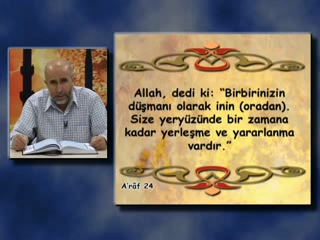 Allah, dedi ki: “Birbirinizin
düşmanı olarak inin (oradan).
Size yeryüzünde bir zamana
kadar yerleşme ve yararlanma
vardır.”
A'râf 24